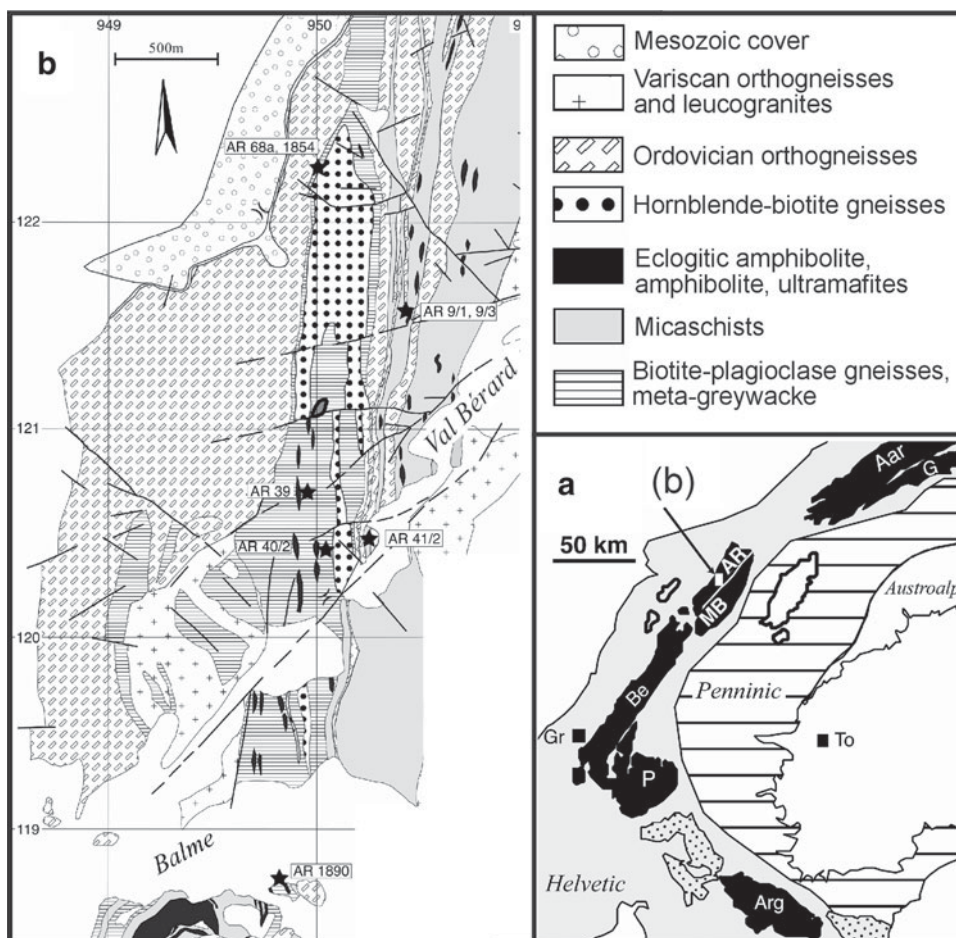 949
950
9
500m
b
AR 68a, 1854
122
AR 9/1, 9/3
Val Bérard
121
AR 39
AR 40/2
AR 41/2
120
119
Balme
AR 1890
Mesozoic cover
Variscan orthogneisses
and leucogranites
Ordovician orthogneisses
Hornblende-biotite gneisses
Eclogitic amphibolite,
amphibolite, ultramafites
Micaschists
Biotite-plagioclase gneisses,
meta-greywacke
a
(b)
Aar
G
50 km
AR
MB
Austroalp
Penninic
Be
Gr
To
P
Helvetic
Arg